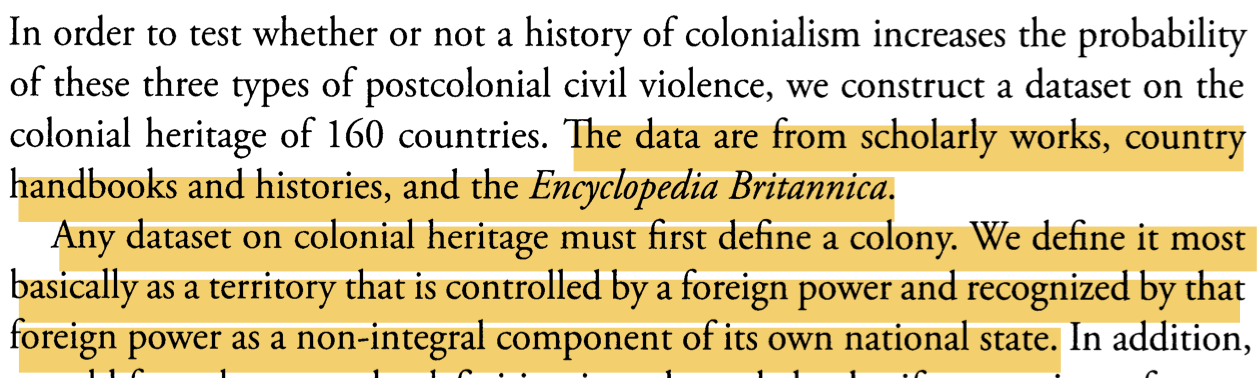 In order to test whether or not a history of colonialism increases the probability
of these three types of postcolonial civil violence, we construct a dataset on the
colonial heritage of 160 countries. The data are from scholarly works, country
handbooks and histories, and the Encyclopedia Britannica.
Any dataset on colonial heritage must first define a colony. We define it most
basically as a territory that is controlled by a foreign power and recognized by that
foreign power as a non-integral component of its own national state. In addition,